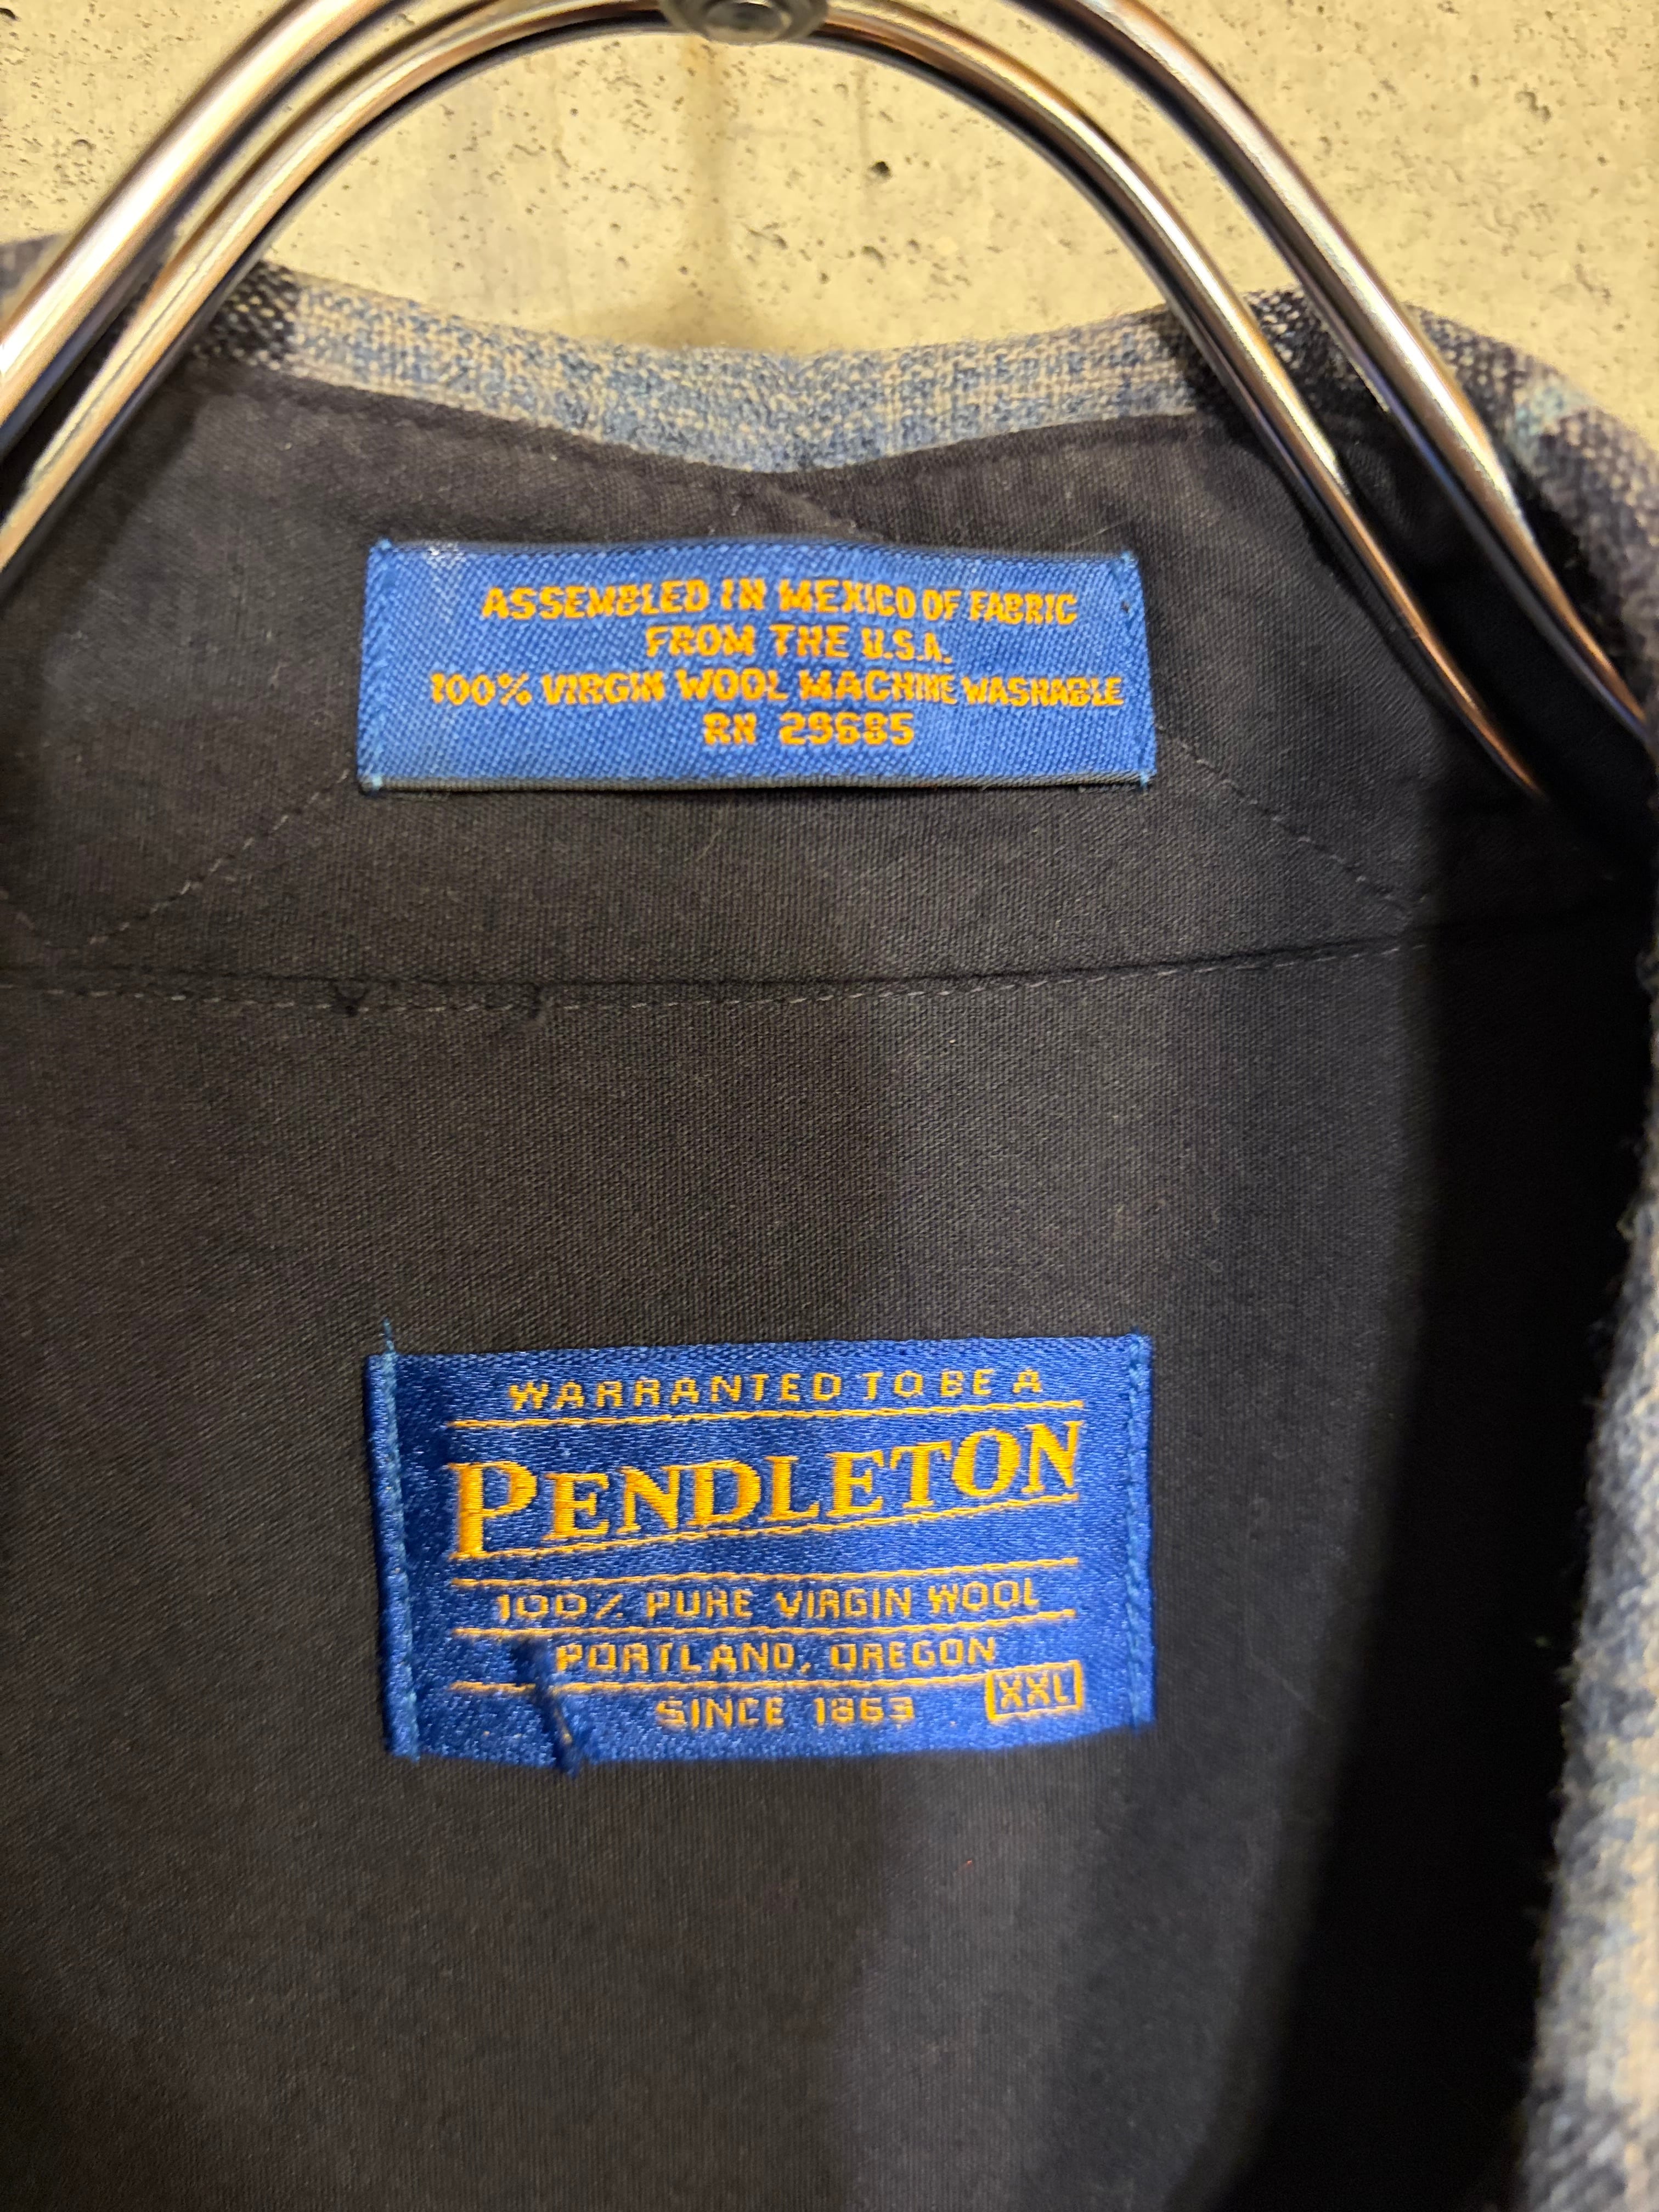 ASSEMBLED IN MEXICO OF FABRIC
FROM THE U.S.A.
100% VIRGIN WOOL MACHINE WASHABLE
RN 29685
WARRANTED TO BE A
PENDLETON
100% PURE VIRGIN WOOL
PORTLAND, OREGON
SINCE 1863 XXL